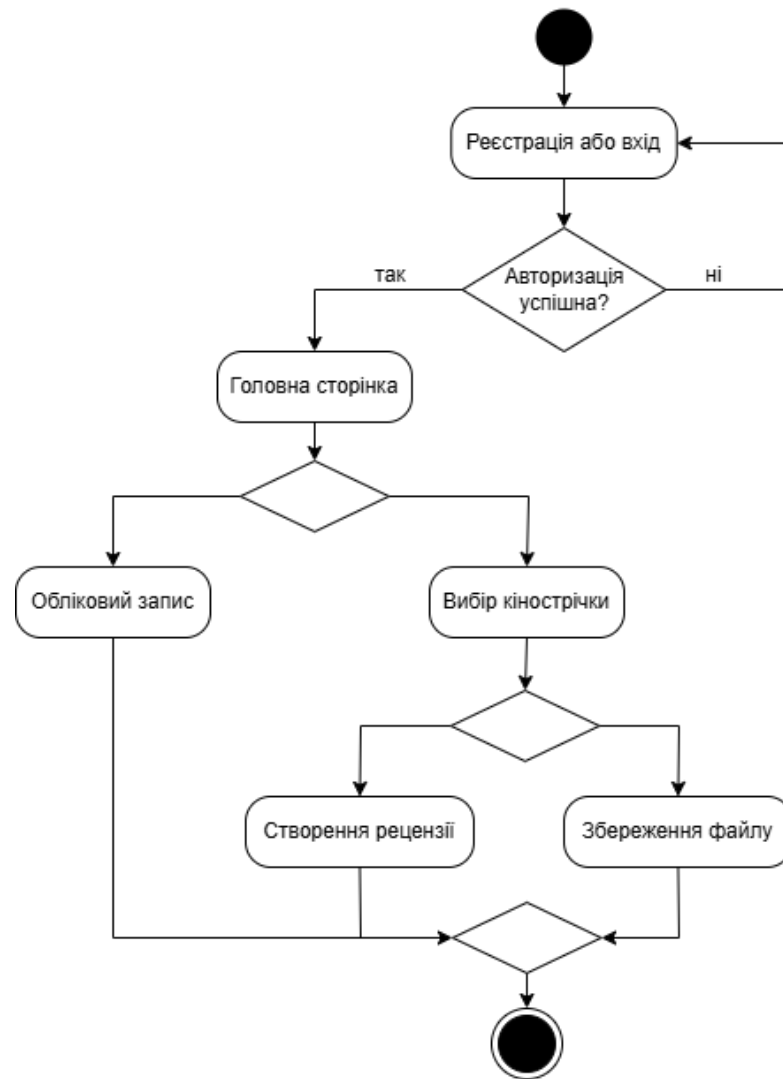 Реєстрація або вхід
Авторизація
успішна?
так
ні
Головна сторінка
Обліковий запис
Вибір кінострічки
Створення рецензії
Збереження файлу